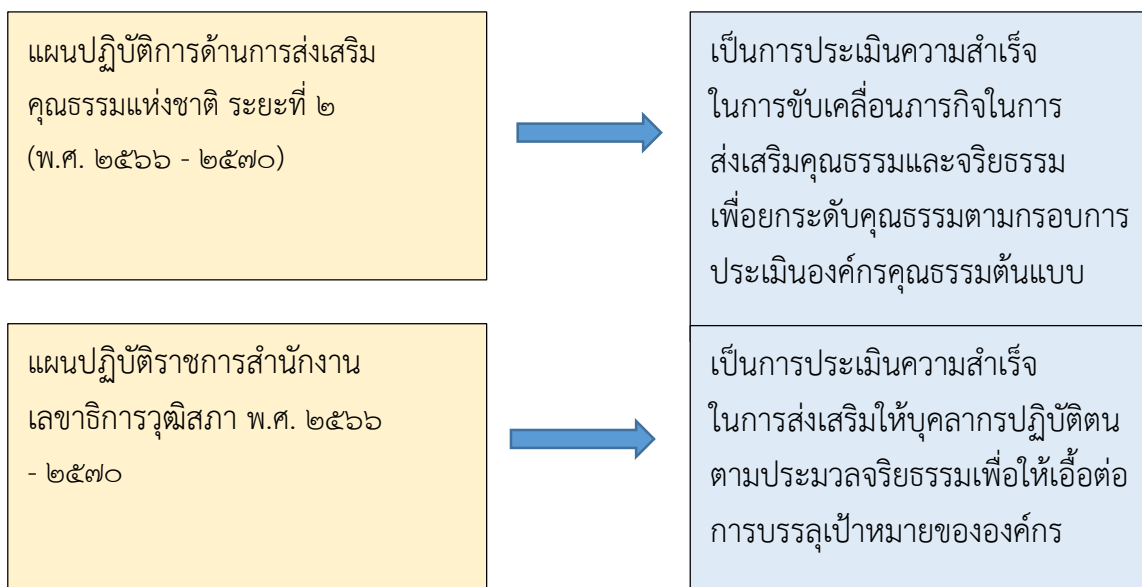 แผนปฏิบัติการด้านการส่งเสริม
คุณธรรมแห่งชาติ ระยะที่ ๒
(พ.ศ. ๒๕๖๖ - ๒๕๗๐)
เป็นการประเมินความสำเร็จ
ในการขับเคลื่อนภารกิจในการ
ส่งเสริมคุณธรรมและจริยธรรม
เพื่อยกระดับคุณธรรมตามกรอบการ
ประเมินองค์กรคุณธรรมต้นแบบ
แผนปฏิบัติราชการสำนักงาน
เลขาธิการวุฒิสภา พ.ศ. ๒๕๖๖
- ๒๕๗๐
เป็นการประเมินความสำเร็จ
ในการส่งเสริมให้บุคลากรปฏิบัติตน
ตามประมวลจริยธรรมเพื่อให้เอื้อต่อ
การบรรลุเป้าหมายขององค์กร